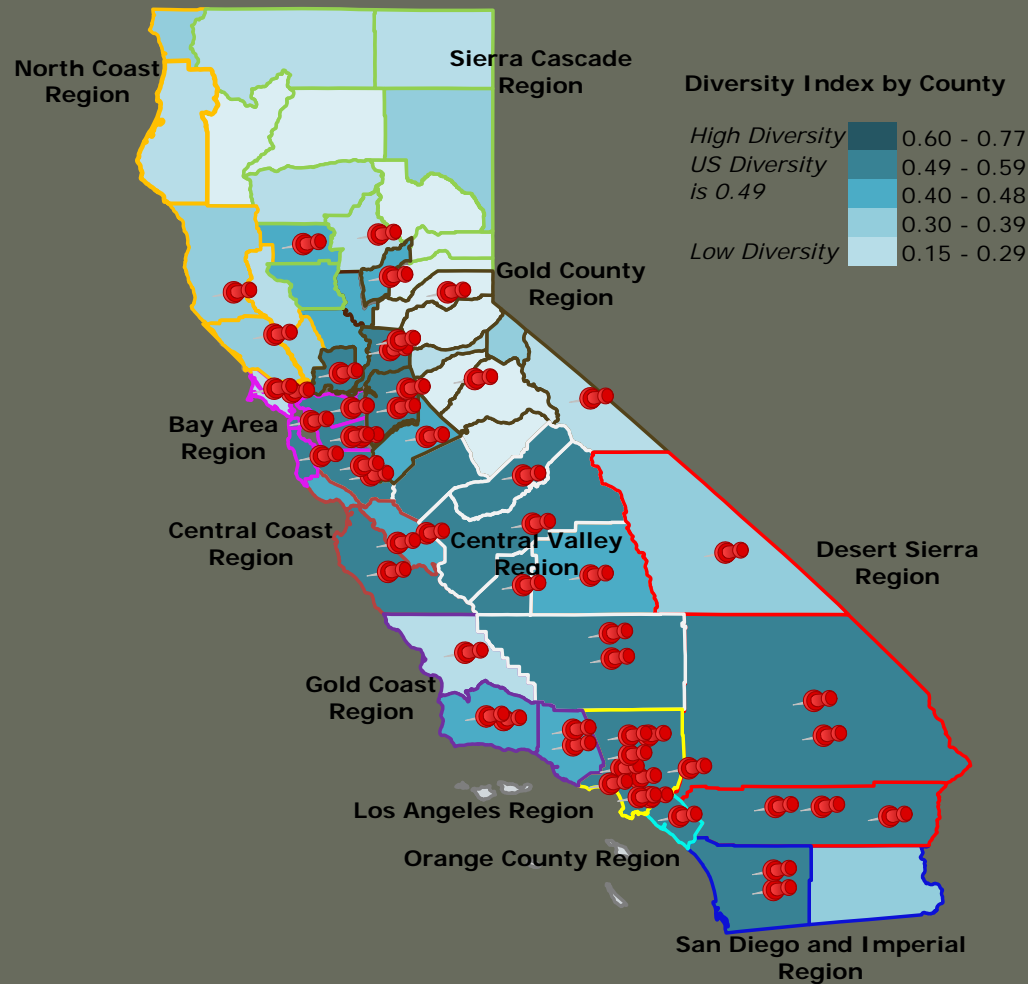 North Coast
Region
Sierra Cascade
Region
Diversity Index by County
High Diversity 0.60 - 0.77
US Diversity 0.49 - 0.59
is 0.49 0.40 - 0.48
0.30 - 0.39
Low Diversity 0.15 - 0.29
Gold County
Region
Bay Area
Region
Central Coast
Region
Central Valley
Region
Desert Sierra
Region
Gold Coast
Region
Los Angeles Region
Orange County Region
San Diego and Imperial
Region